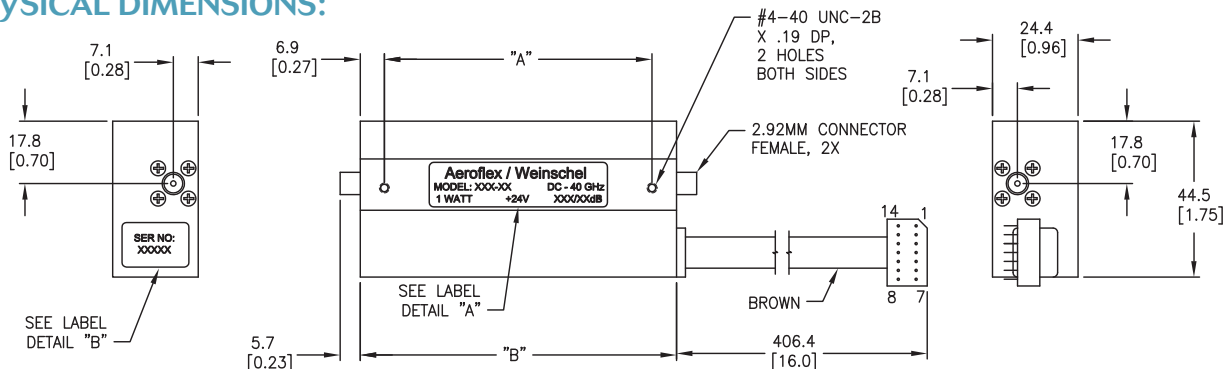 YSICAL DIMENSIONS:
7.1
[0.28]
17.8
[0.70]
SER NO:
XXXXX
SEE LABEL
DETAIL "B"
6.9
[0.27]
"A"
#4-40 UNC-2B
X .19 DP,
2 HOLES
BOTH SIDES
2.92MM CONNECTOR
FEMALE, 2X
Aeroflex / Weinschel
MODEL: XXX-XX DC - 40 GHz
1 WATT +24V XXX/XXdB
SEE LABEL
DETAIL "A"
14 1
8 7
BROWN
5.7
[0.23]
"B"
406.4
[16.0]
24.4
[0.96]
7.1
[0.28]
17.8
[0.70]
44.5
[1.75]